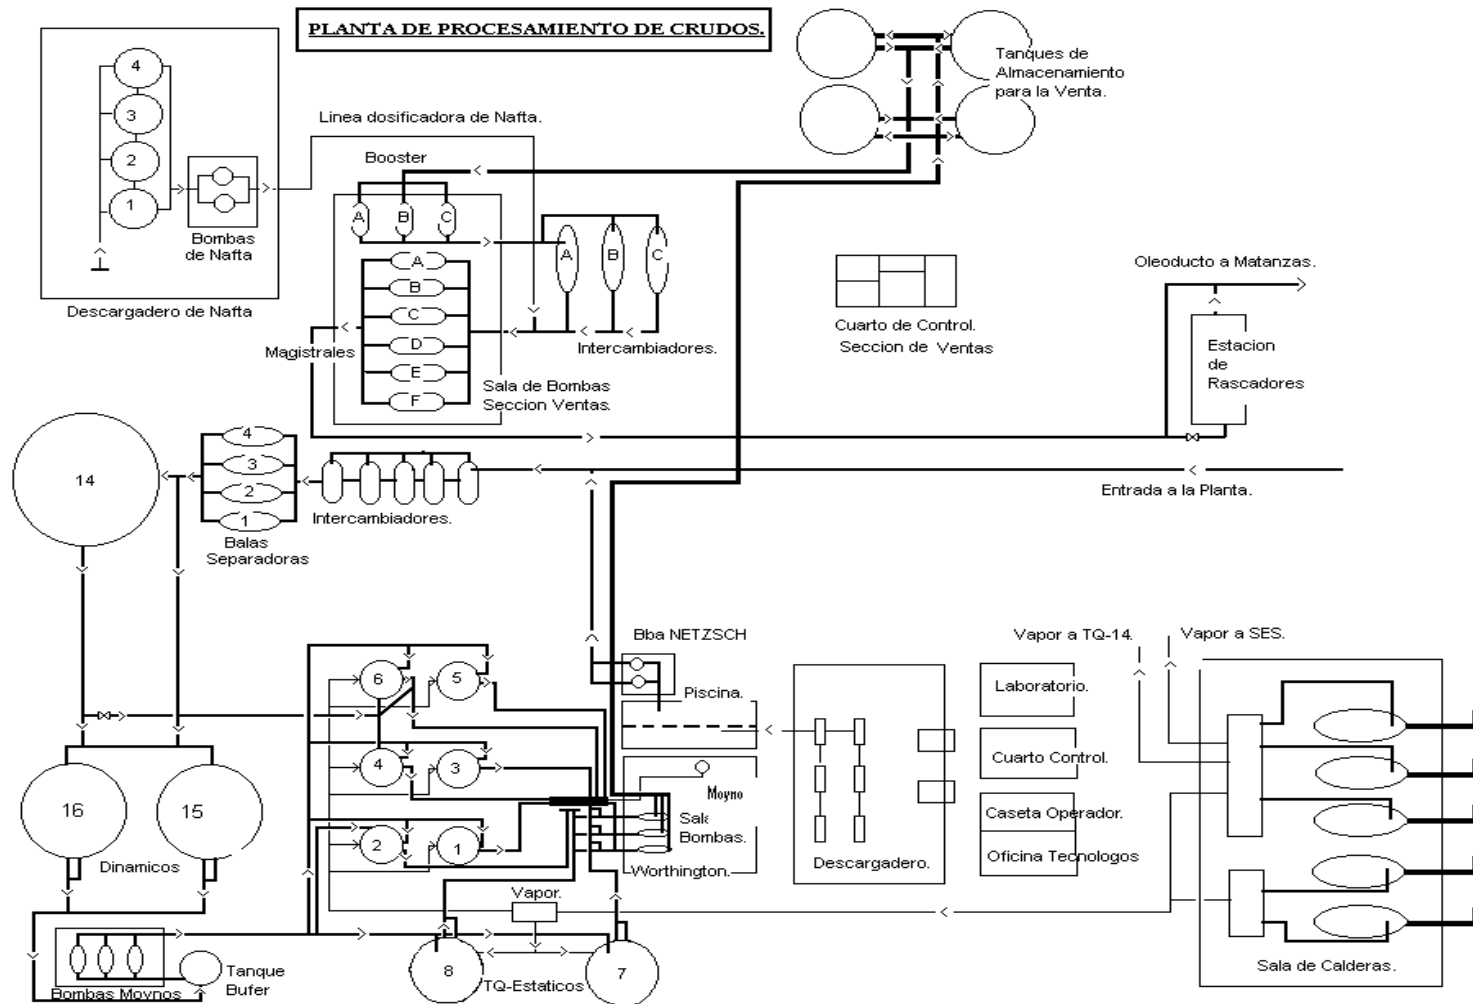 PLANTA DE PROCESAMIENTO DE CRUDOS.
4
3
2
1
Bombas
de Nafta
Descargadero de Nafta
Linea dosificadora de Nafta.
Booster
A
B
C
A
B
C
D
E
F
Magistrales
Sala de Bombas
Seccion Ventas.
A
B
C
Intercambiadores.
Tanques de
Almacenamiento
para la Venta.
Cuarto de Control.
Seccion de Ventas
Oleoducto a Matanzas.
Estacion
de
Rascadores
Entrada a la Planta.
14
4
3
2
1
Balas
Separadoras
Intercambiadores.
16
15
Dinamicos
Bombas Moynos
Tanque
Bufer
6
5
4
3
2
1
Vapor.
8
TQ-Estaticos
7
Bba NETZSCH
Piscina.
Moyno
Sala
Bombas.
Worthington.
Descargadero.
Laboratorio.
Cuarto Control.
Caseta Operador.
Oficina Tecnologos
Vapor a TQ-14.
Vapor a SES.
Sala de Calderas.